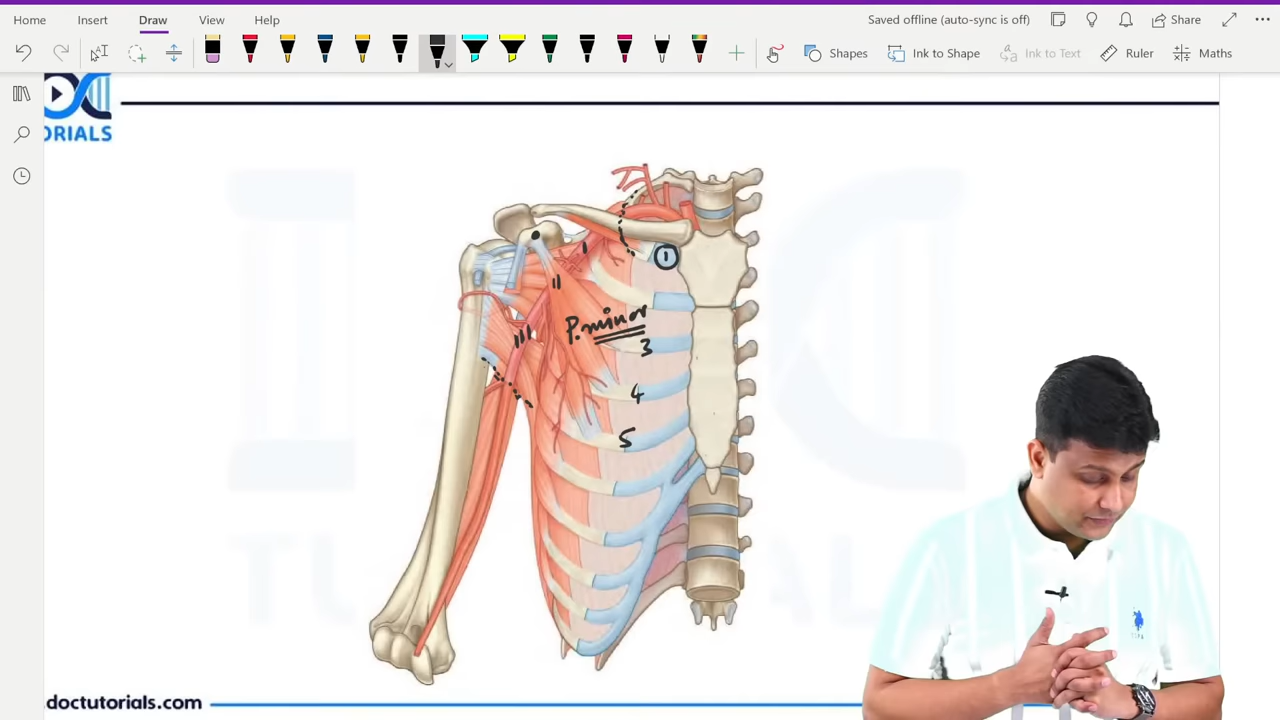 Home Insert Draw View Help Saved offline (auto-sync is off) Share
Shapes Ink to Shape Ink to Text Ruler Maths
ORIALS
1
I
II
P.minor
III
3
4
5
doctutorials.com